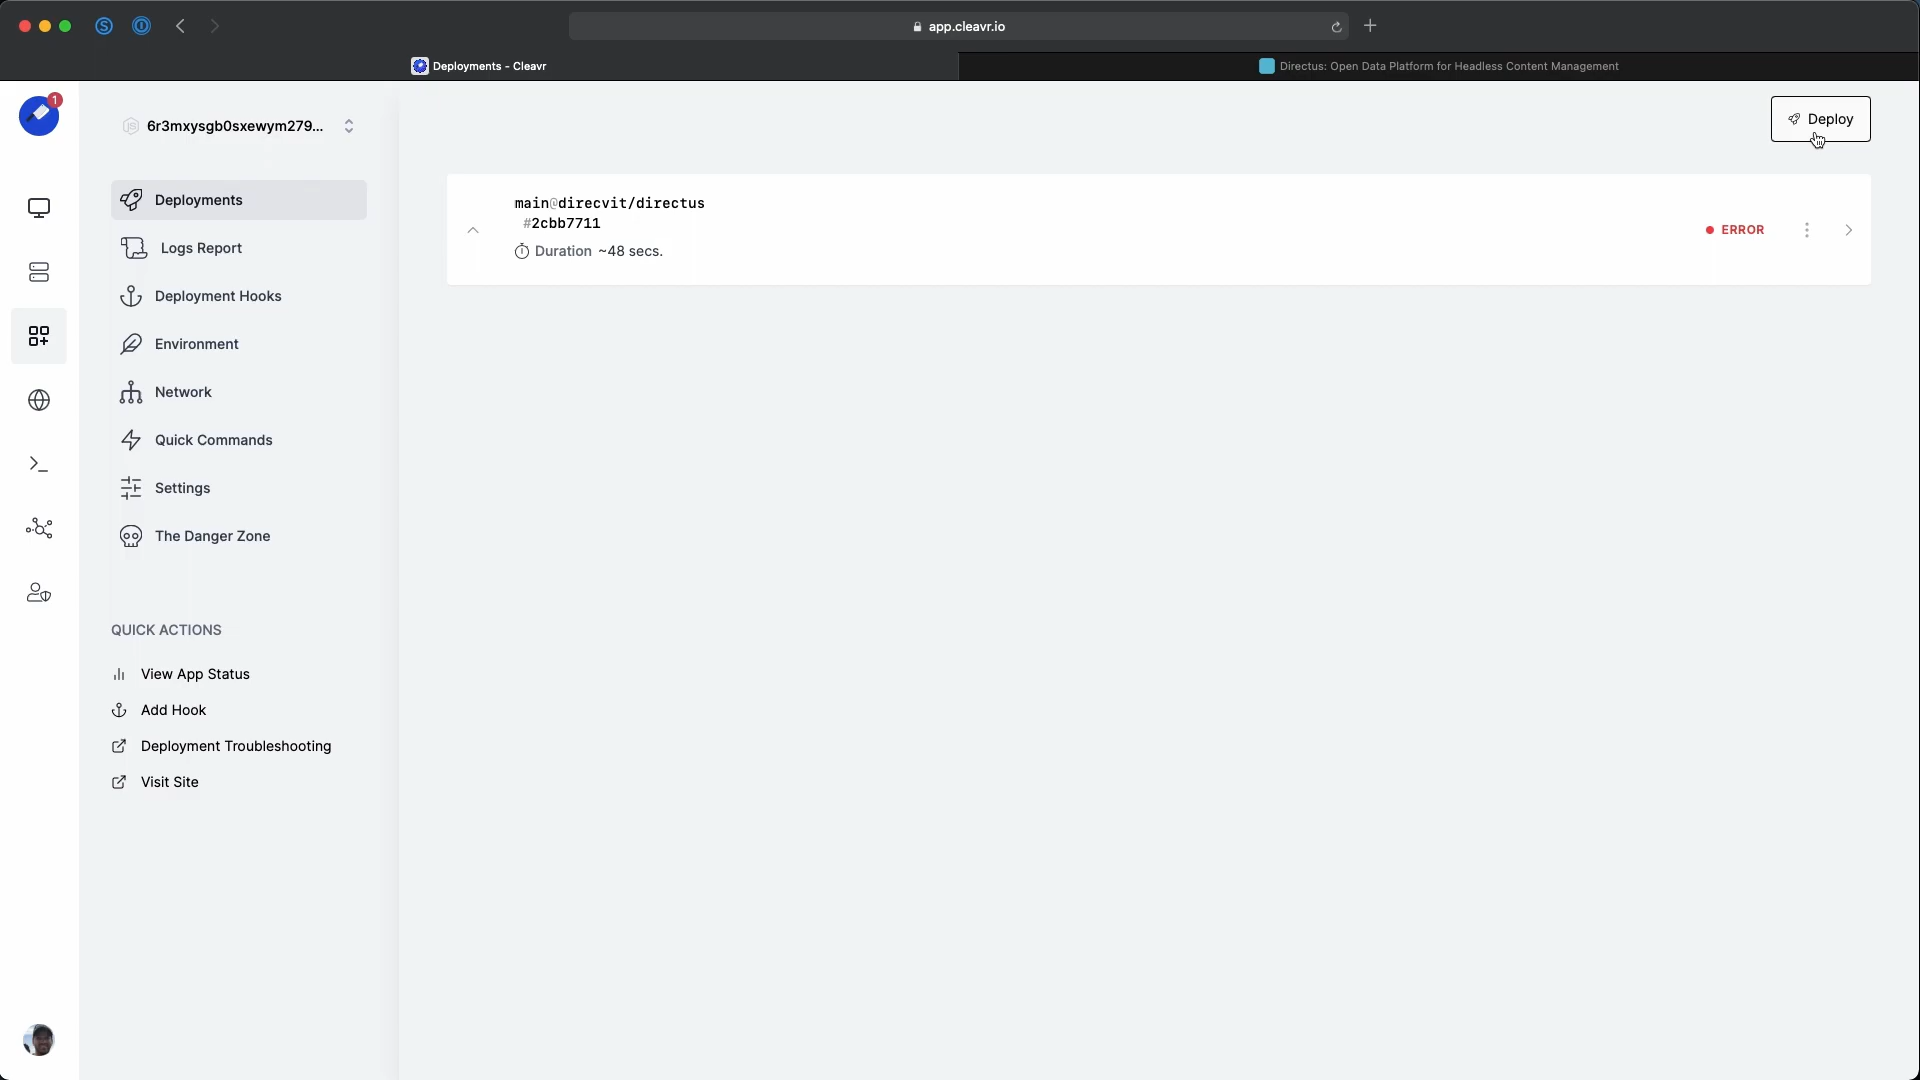 app.cleavr.io
Deployments - Cleavr
Directus: Open Data Platform for Headless Content Management
1
6r3mxysgb0sxewym279...
Deploy
Deployments
Logs Report
Deployment Hooks
Environment
Network
Quick Commands
Settings
The Danger Zone
QUICK ACTIONS
View App Status
Add Hook
Deployment Troubleshooting
Visit Site
main@direcvit/directus
#2cbb7711
Duration ~48 secs.
ERROR